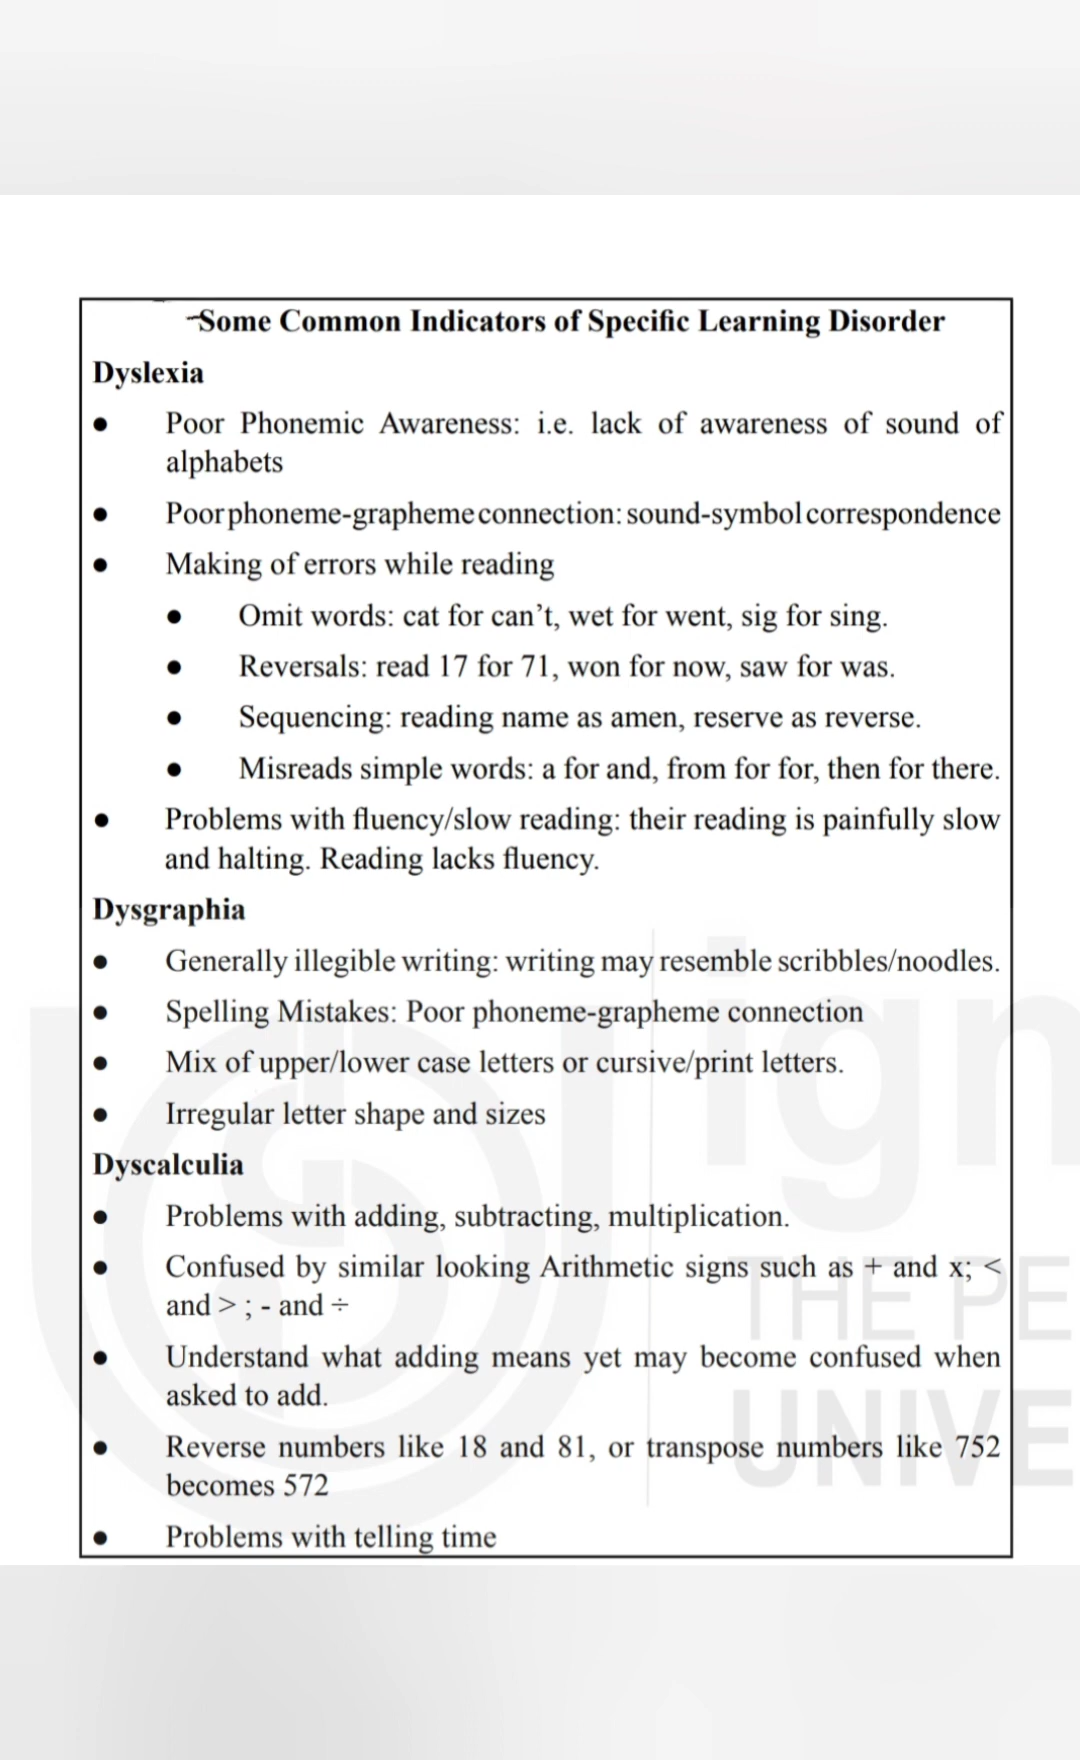 Some Common Indicators of Specific Learning Disorder
Dyslexia
● Poor Phonemic Awareness: i.e. lack of awareness of sound of
alphabets
● Poor phoneme-grapheme connection: sound-symbol correspondence
● Making of errors while reading
● Omit words: cat for can’t, wet for went, sig for sing.
● Reversals: read 17 for 71, won for now, saw for was.
● Sequencing: reading name as amen, reserve as reverse.
● Misreads simple words: a for and, from for for, then for there.
● Problems with fluency/slow reading: their reading is painfully slow
and halting. Reading lacks fluency.
Dysgraphia
● Generally illegible writing: writing may resemble scribbles/noodles.
● Spelling Mistakes: Poor phoneme-grapheme connection
● Mix of upper/lower case letters or cursive/print letters.
● Irregular letter shape and sizes
Dyscalculia
● Problems with adding, subtracting, multiplication.
● Confused by similar looking Arithmetic signs such as + and x; <
and > ; - and ÷
● Understand what adding means yet may become confused when
asked to add.
● Reverse numbers like 18 and 81, or transpose numbers like 752
becomes 572
● Problems with telling time
ign
THE PE
UNIVE